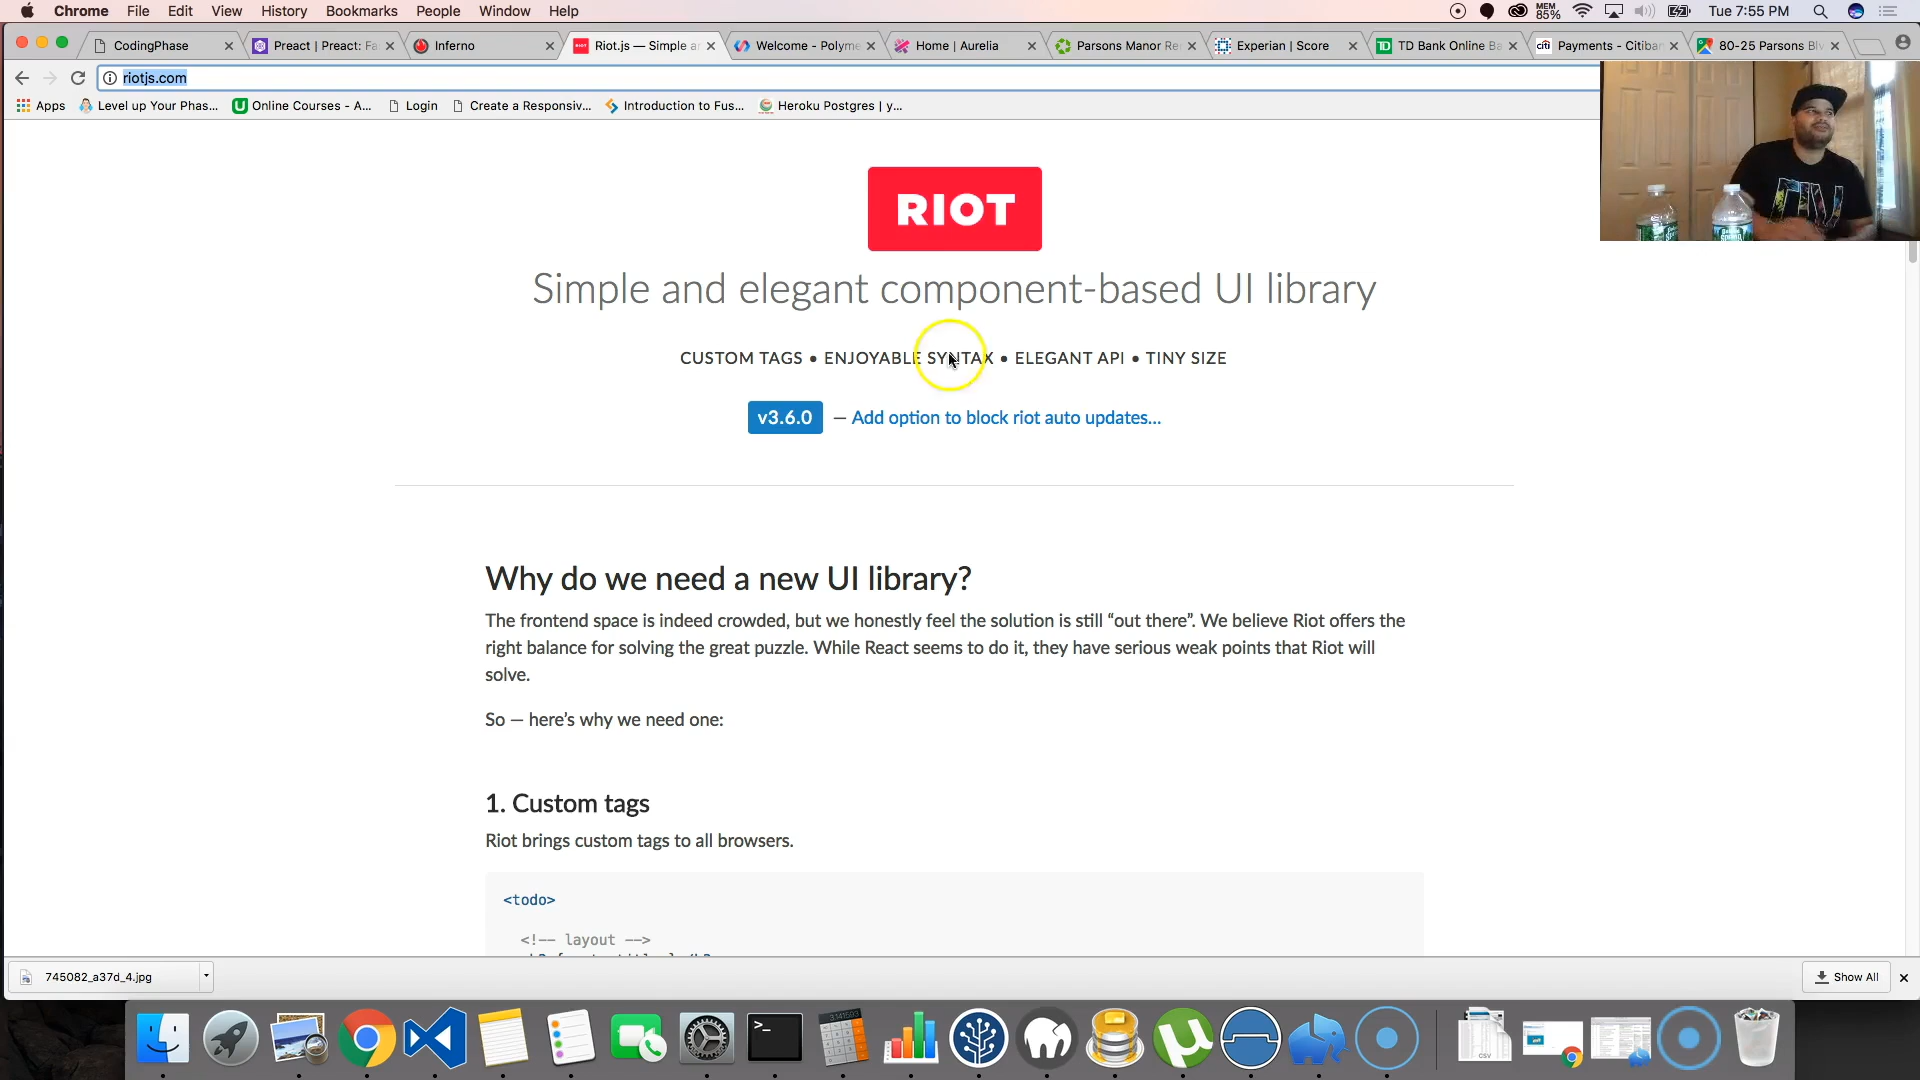 Chrome File Edit View History Bookmarks People Window Help MEM 85% Tue 7:55 PM
CodingPhase Preact | Preact: Fa Inferno Riot.js — Simple a Welcome - Polyme Home | Aurelia Parsons Manor Re Experian | Score TD Bank Online Ba citi Payments - Citiban 80-25 Parsons Bl
riotjs.com
Apps Level up Your Phas... Online Courses - A... Login Create a Responsiv... Introduction to Fus... Heroku Postgres | y...
RIOT
Simple and elegant component-based UI library
CUSTOM TAGS • ENJOYABLE SYNTAX • ELEGANT API • TINY SIZE
v3.6.0 — Add option to block riot auto updates...
Why do we need a new UI library?
The frontend space is indeed crowded, but we honestly feel the solution is still “out there”. We believe Riot offers the
right balance for solving the great puzzle. While React seems to do it, they have serious weak points that Riot will
solve.
So — here’s why we need one:
1. Custom tags
Riot brings custom tags to all browsers.
<todo>
<!-- layout -->
745082_a37d_4.jpg Show All